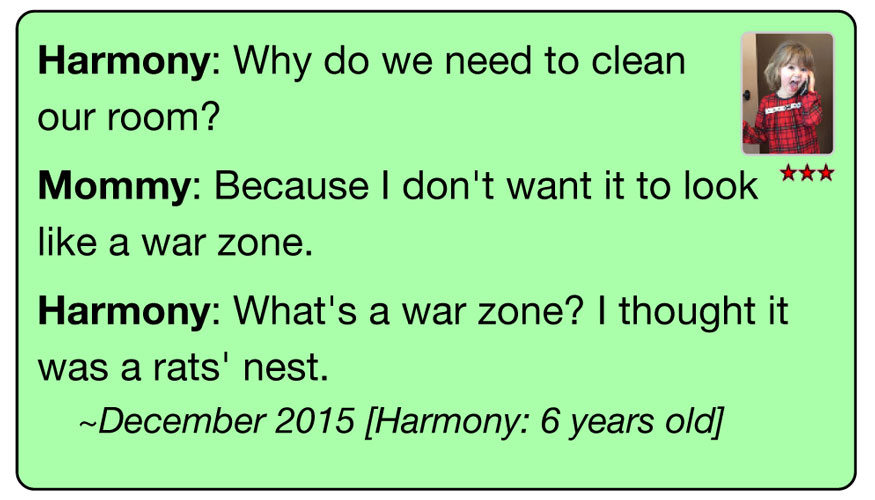 Harmony: Why do we need to clean
our room?
Mommy: Because I don't want it to look
like a war zone.
Harmony: What's a war zone? I thought it
was a rats' nest.
~December 2015 [Harmony: 6 years old]